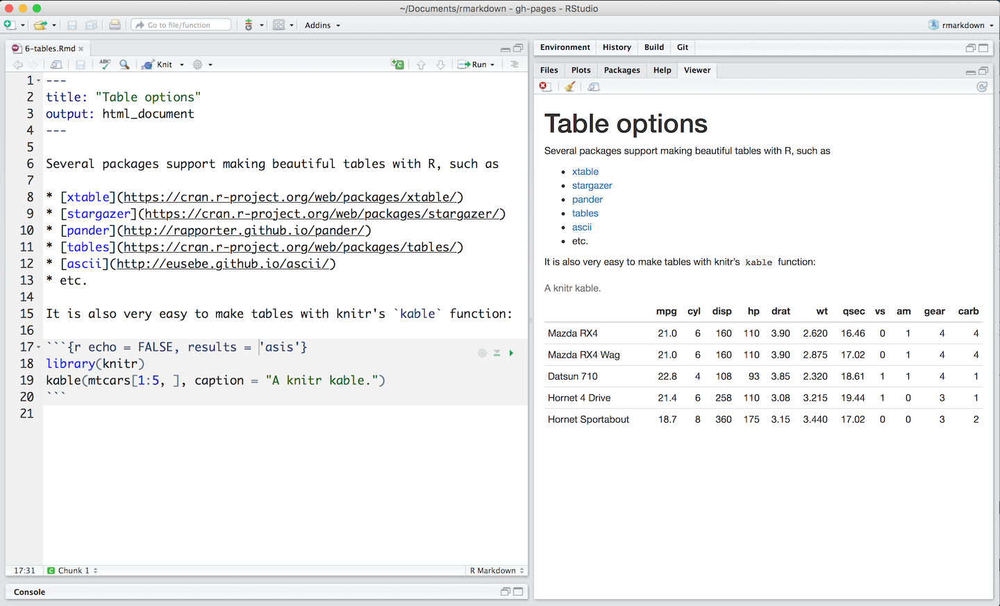 ~/Documents/rmarkdown - gh-pages - RStudio
Go to file/function
Addins
rmarkdown
6-tables.Rmd
ABC
Knit
Run
1 ---
2 title: "Table options"
3 output: html_document
4 ---
5
6 Several packages support making beautiful tables with R, such as
7
8 * [xtable](https://cran.r-project.org/web/packages/xtable/)
9 * [stargazer](https://cran.r-project.org/web/packages/stargazer/)
10 * [pander](http://rapporter.github.io/pander/)
11 * [tables](https://cran.r-project.org/web/packages/tables/)
12 * [ascii](http://eusebe.github.io/ascii/)
13 * etc.
14
15 It is also very easy to make tables with knitr's `kable` function:
16
17 ```{r echo = FALSE, results = 'asis'}
18 library(knitr)
19 kable(mtcars[1:5, ], caption = "A knitr kable.")
20 ```
21
17:31 C Chunk 1 R Markdown
Console
Environment History Build Git
Files Plots Packages Help Viewer
Table options
Several packages support making beautiful tables with R, such as
• xtable
• stargazer
• pander
• tables
• ascii
• etc.
It is also very easy to make tables with knitr’s kable function:
A knitr kable.
mpg cyl disp hp drat wt qsec vs am gear carb
Mazda RX4 21.0 6 160 110 3.90 2.620 16.46 0 1 4 4
Mazda RX4 Wag 21.0 6 160 110 3.90 2.875 17.02 0 1 4 4
Datsun 710 22.8 4 108 93 3.85 2.320 18.61 1 1 4 1
Hornet 4 Drive 21.4 6 258 110 3.08 3.215 19.44 1 0 3 1
Hornet Sportabout 18.7 8 360 175 3.15 3.440 17.02 0 0 3 2